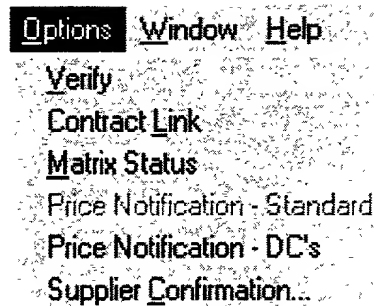 Options Window Help
Verify
Contract Link
Matrix Status
Price Notification - Standard
Price Notification - DC's
Supplier Confirmation...